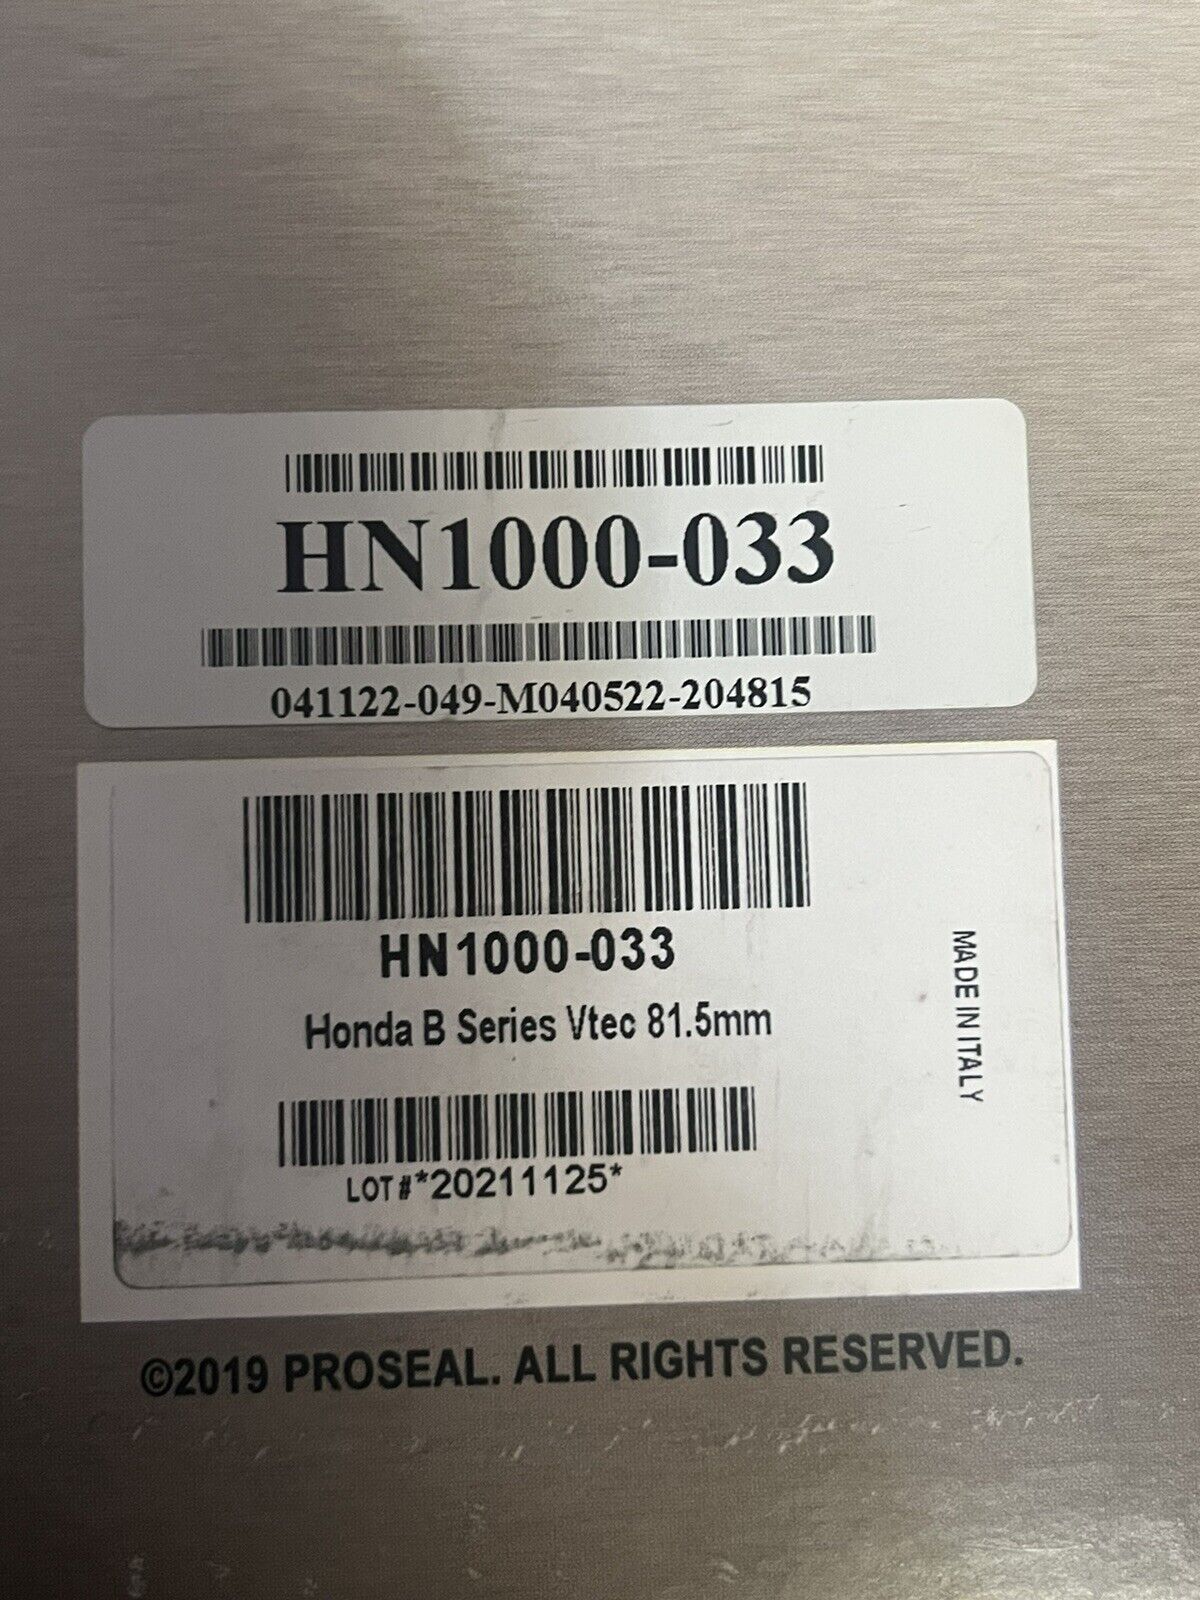 HN1000-033
041122-049-M040522-204815
HN1000-033
Honda B Series Vtec 81.5mm
MADE IN ITALY
LOT#*20211125*
©2019 PROSEAL. ALL RIGHTS RESERVED.